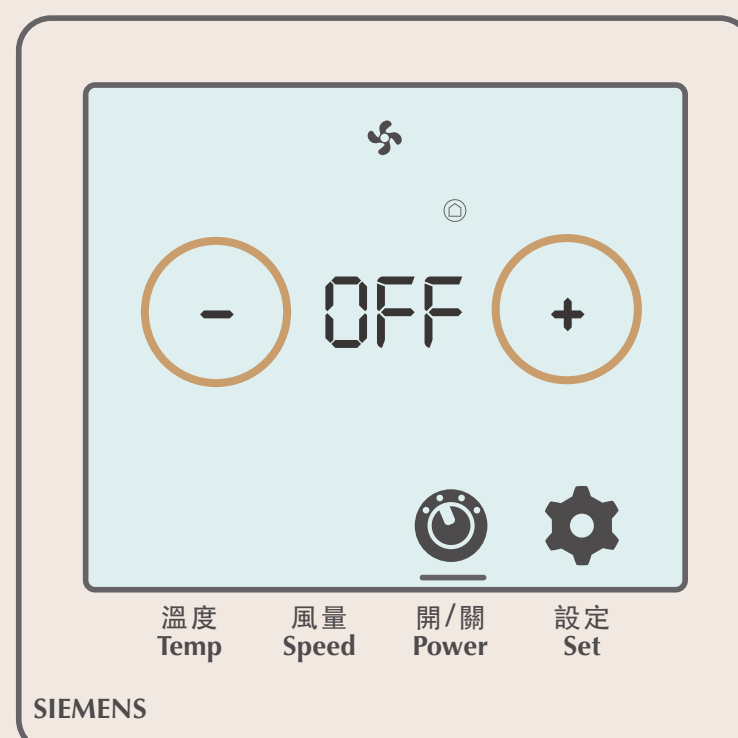 - OFF +
溫度 風量 開/關 設定
Temp Speed Power Set
SIEMENS